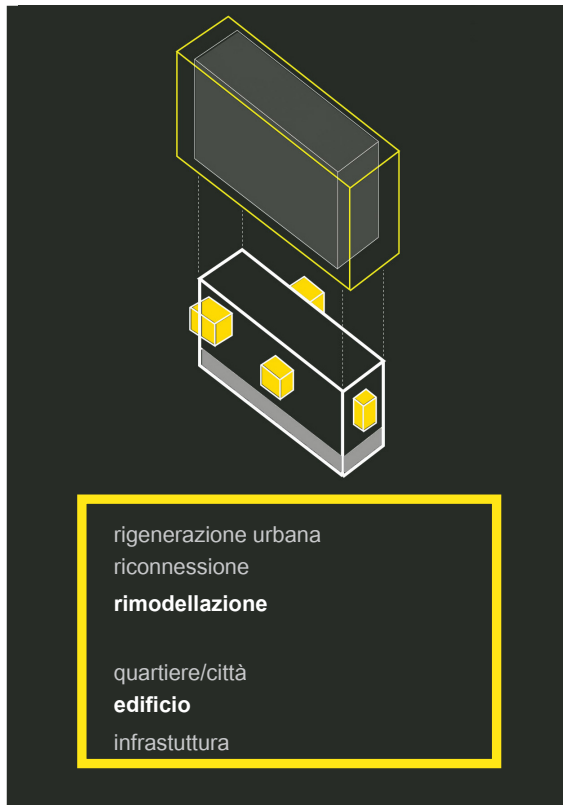 rigenerazione urbana
riconnessione
rimodellazione
quartiere/città
edificio
infrastuttura